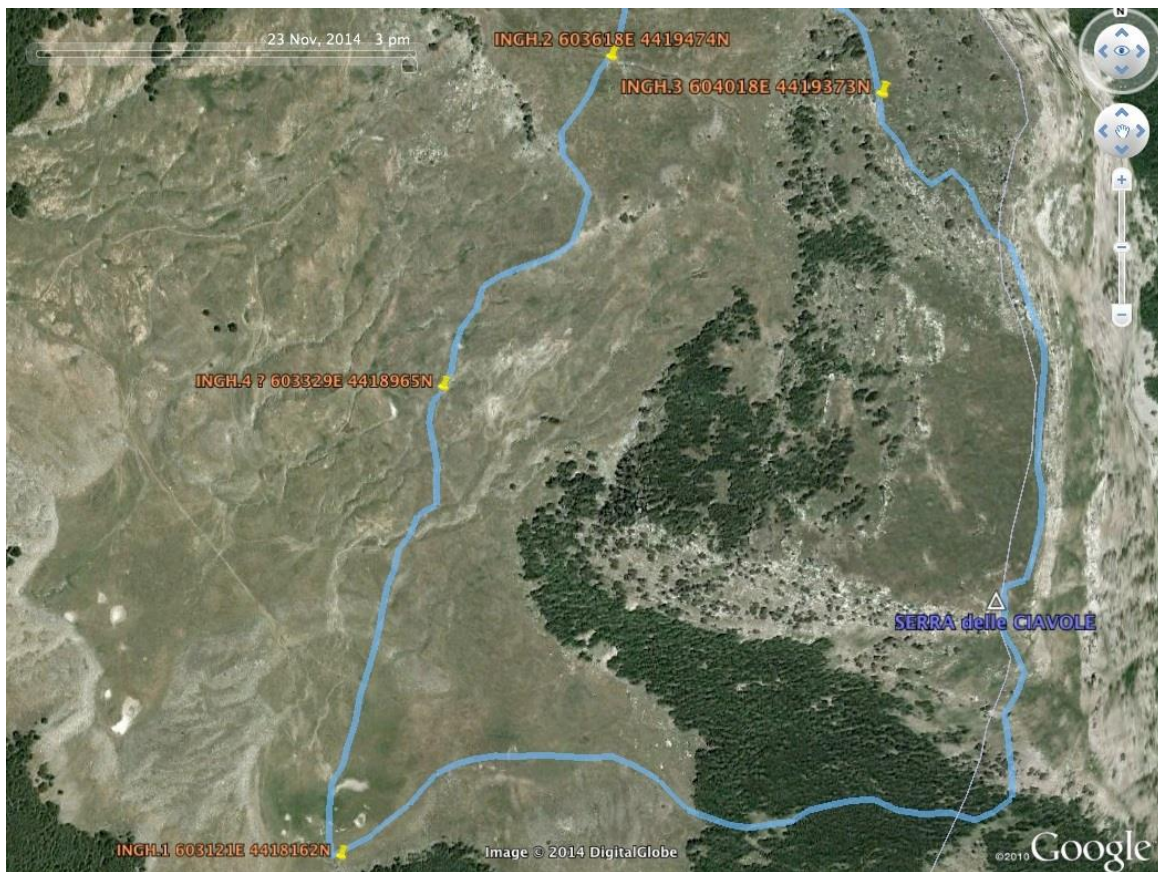 23 Nov, 2014 3 pm
N
INGH.2 603618E 4419474N
INGH.3 604018E 4419373N
INGH.4 ? 603329E 4418965N
SERRA delle CIAVOLE
INGH.1 603121E 4418162N
Image © 2014 DigitalGlobe
©2010 Google